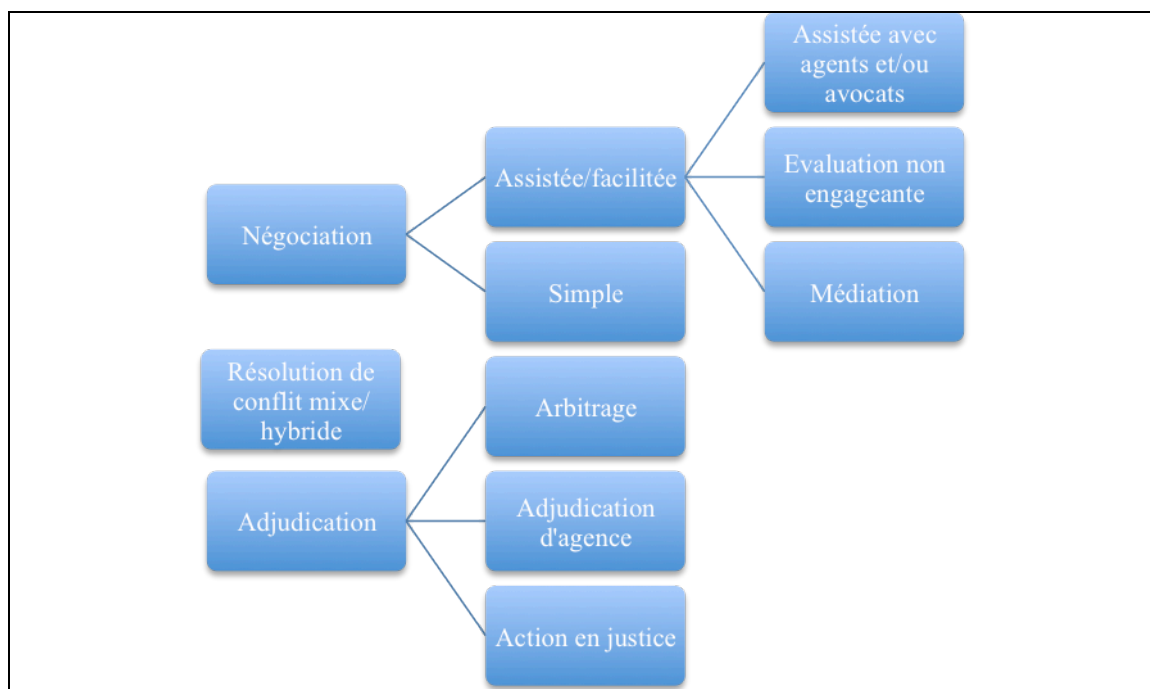 Négociation
Assistée/facilitée
Assistée avec
agents et/ou
avocats
Evaluation non
engageante
Médiation
Simple
Résolution de
conflit mixe/
hybride
Adjudication
Arbitrage
Adjudication
d'agence
Action en justice